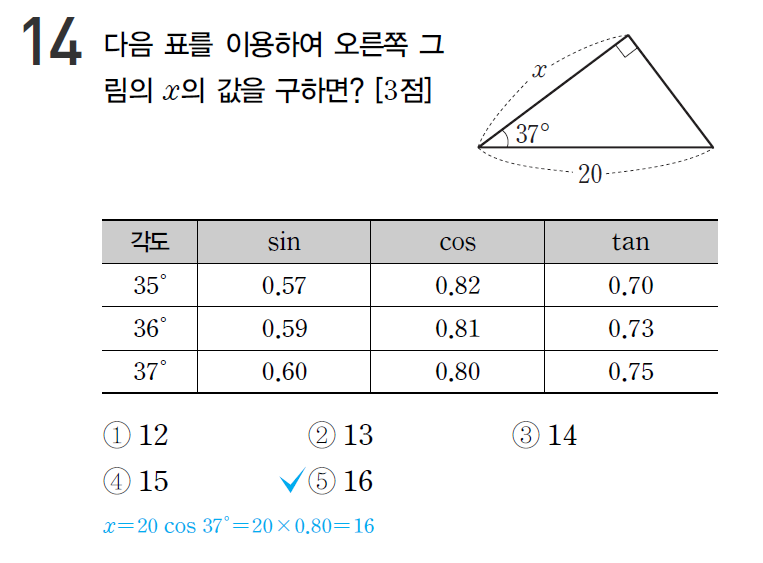 14 다음 표를 이용하여 오른쪽 그
림의 x의 값을 구하면? [3점]
x
37°
20
각도 sin cos tan
35° 0.57 0.82 0.70
36° 0.59 0.81 0.73
37° 0.60 0.80 0.75
① 12 ② 13 ③ 14
④ 15 ⑤ 16
x=20 cos 37°=20×0.80=16